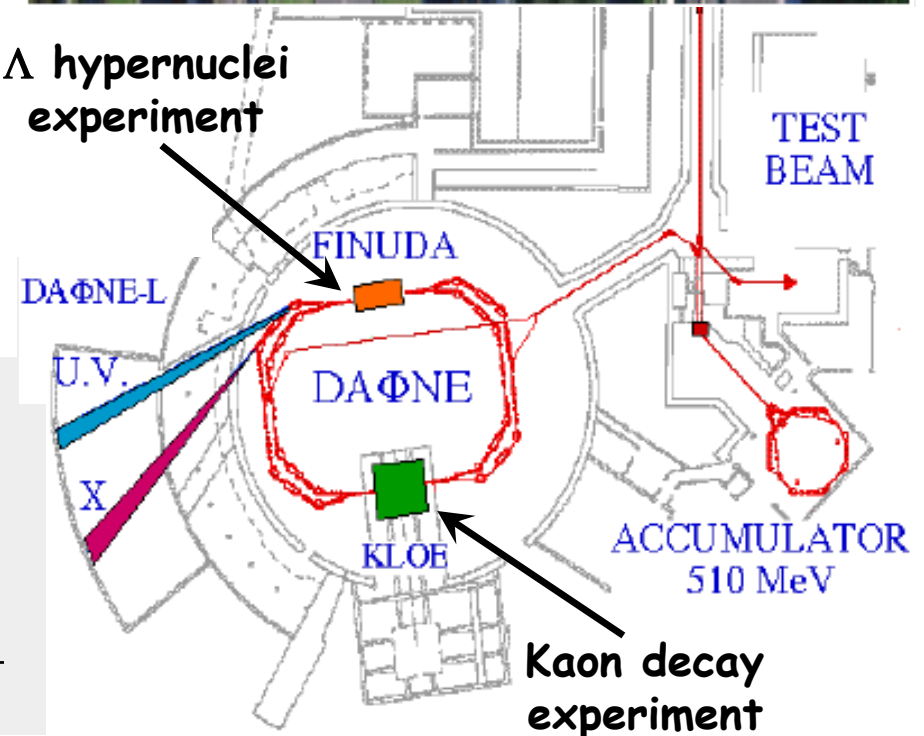 Λ hypernuclei
experiment
TEST
BEAM
FINUDA
DAΦNE-L
U.V.
DAΦNE
X
KLOE
ACCUMULATOR
510 MeV
Kaon decay
experiment